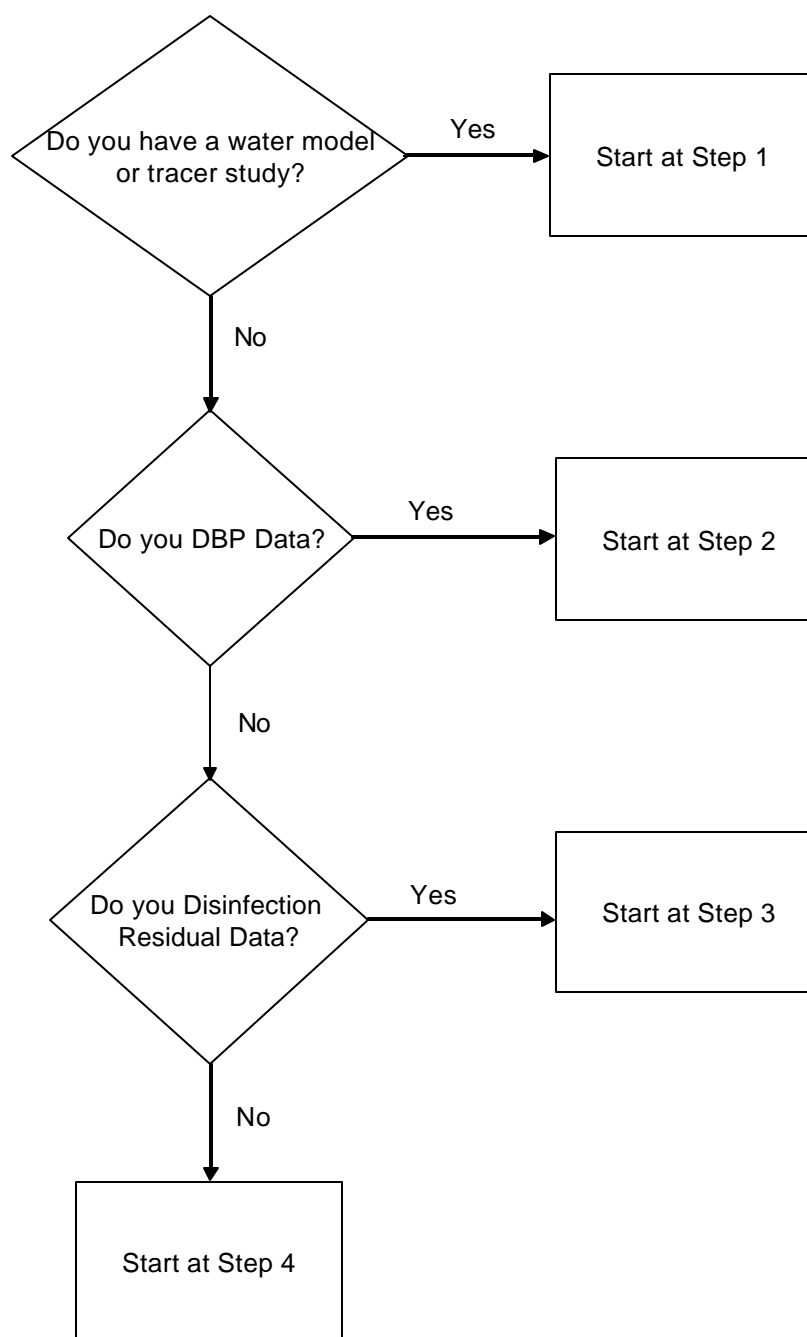 Do you have a water model
or tracer study?
Yes
Start at Step 1
No
Do you DBP Data?
Yes
Start at Step 2
No
Do you Disinfection
Residual Data?
Yes
Start at Step 3
No
Start at Step 4